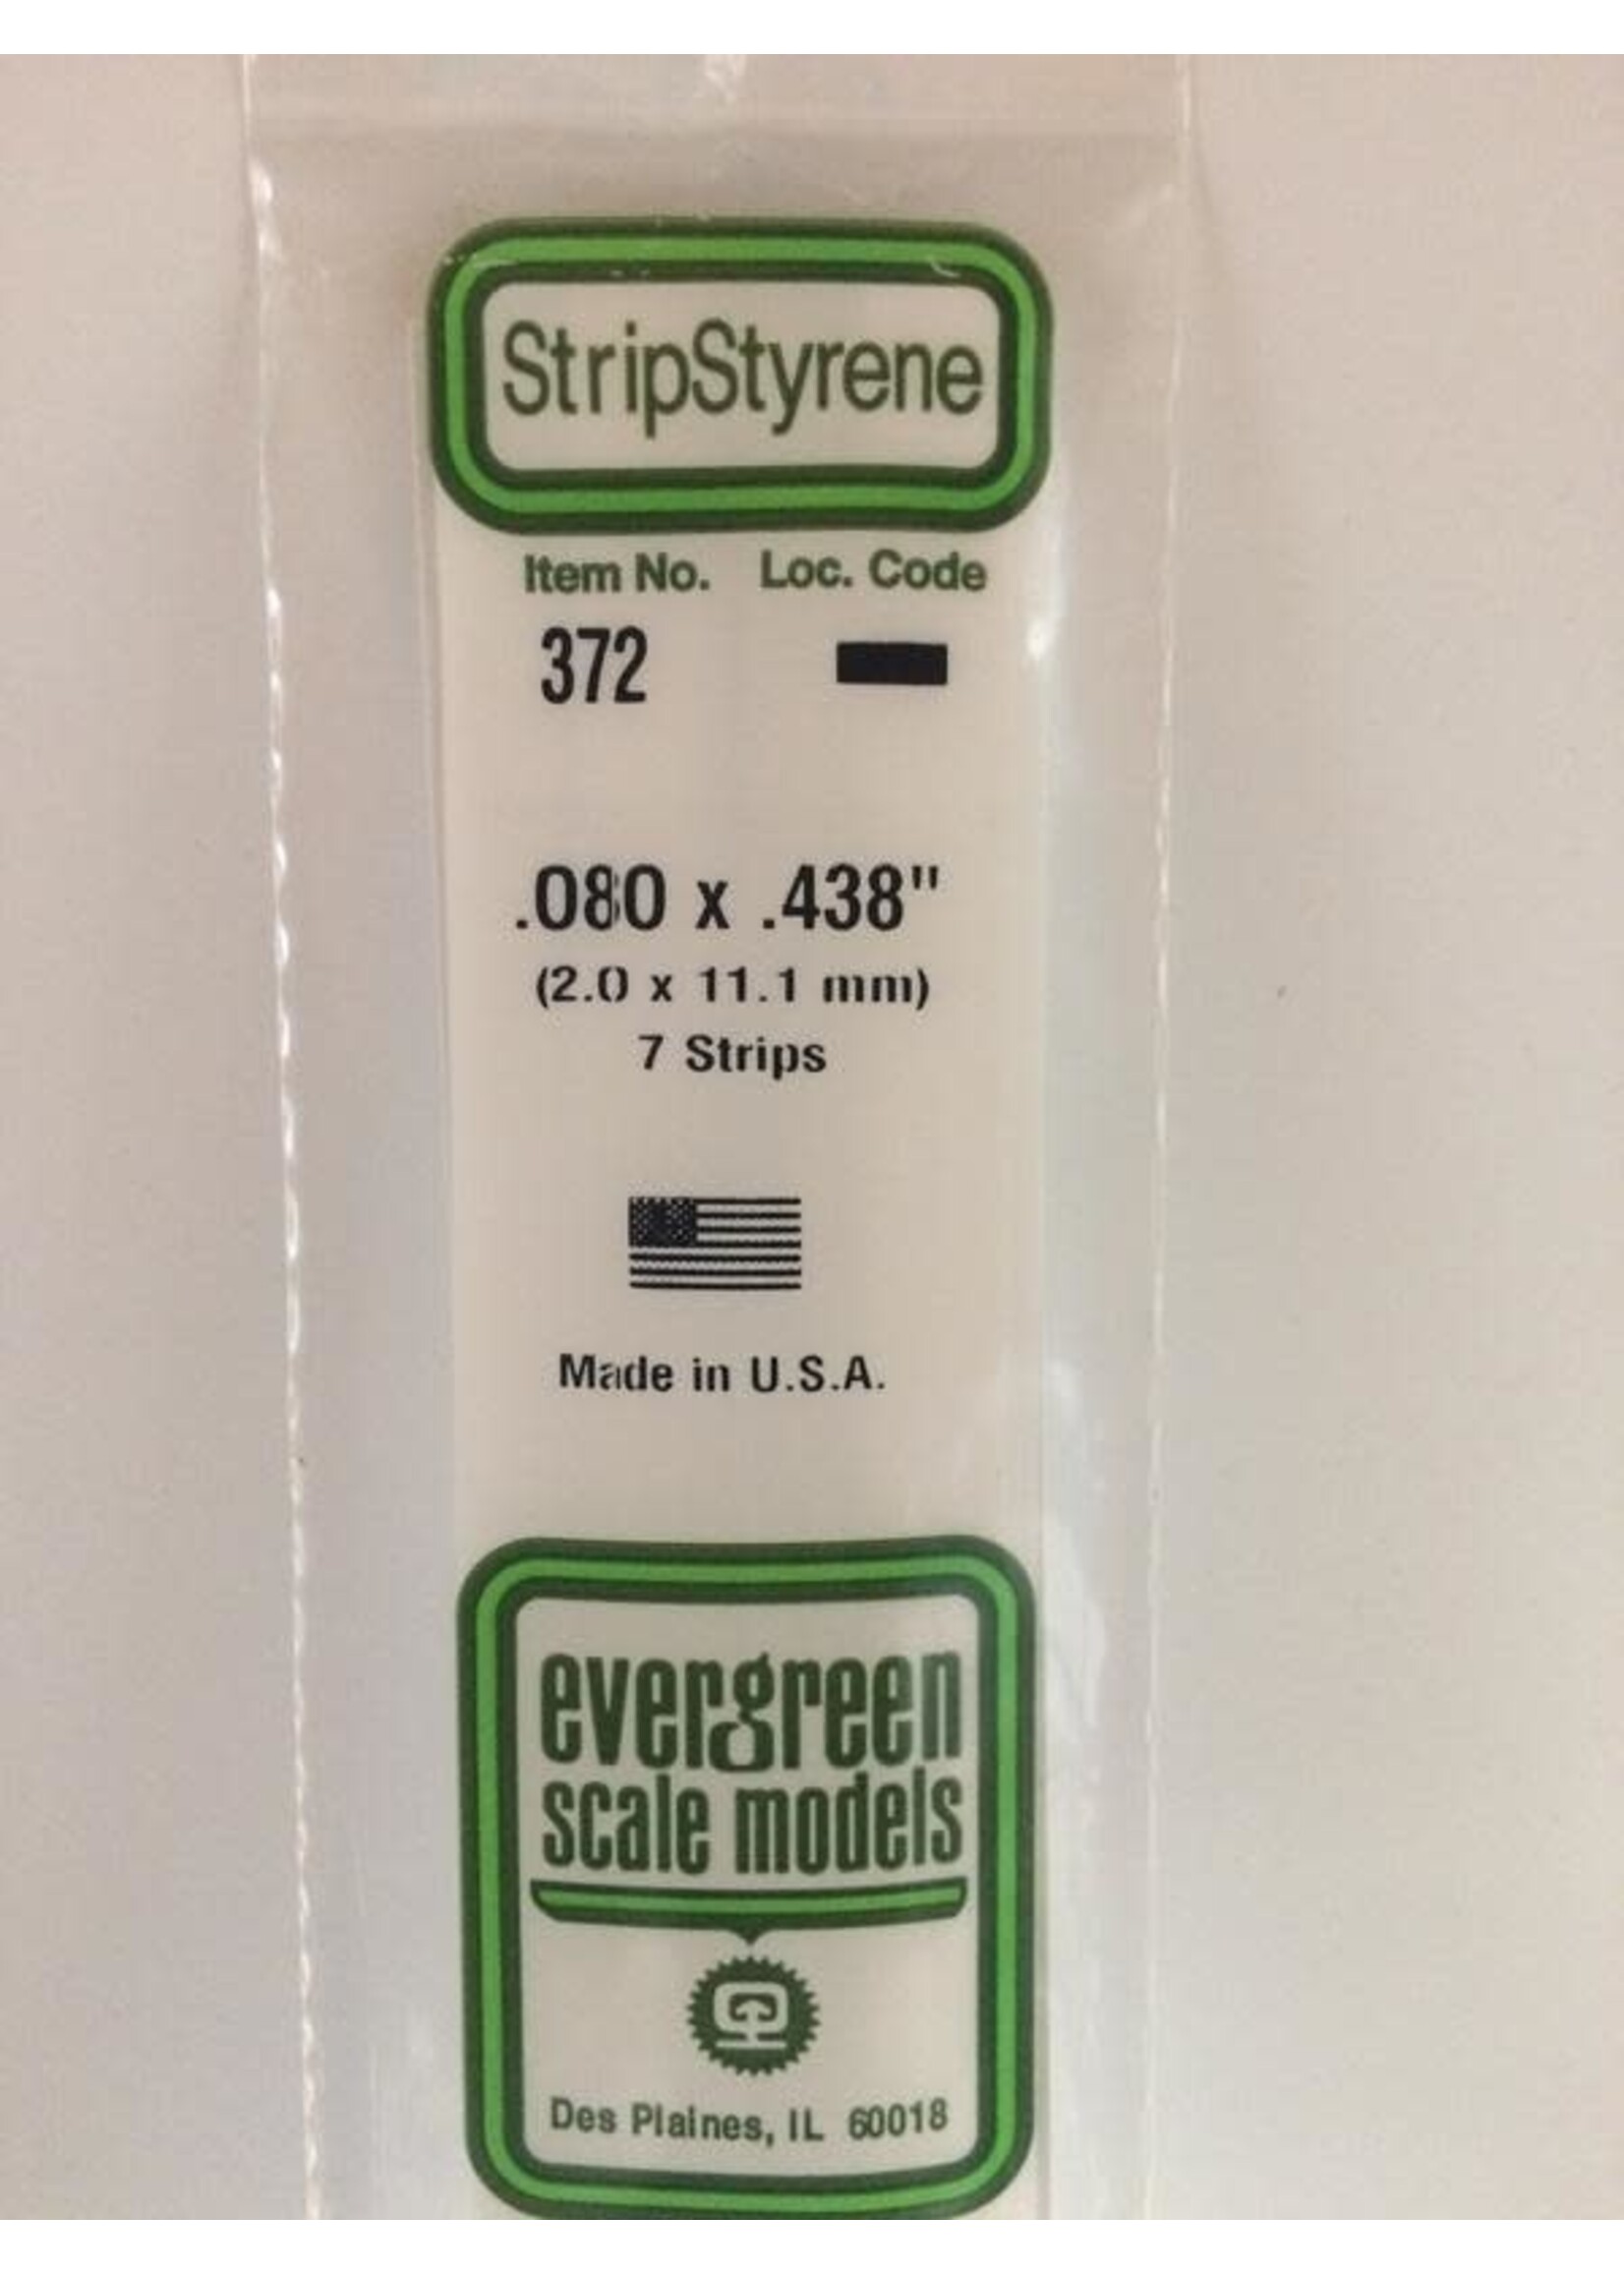 StripStyrene
Item No. Loc. Code
372
.080 x .438"
(2.0 x 11.1 mm)
7 Strips
Made in U.S.A.
evergreen
scale models
Des Plaines, IL 60018